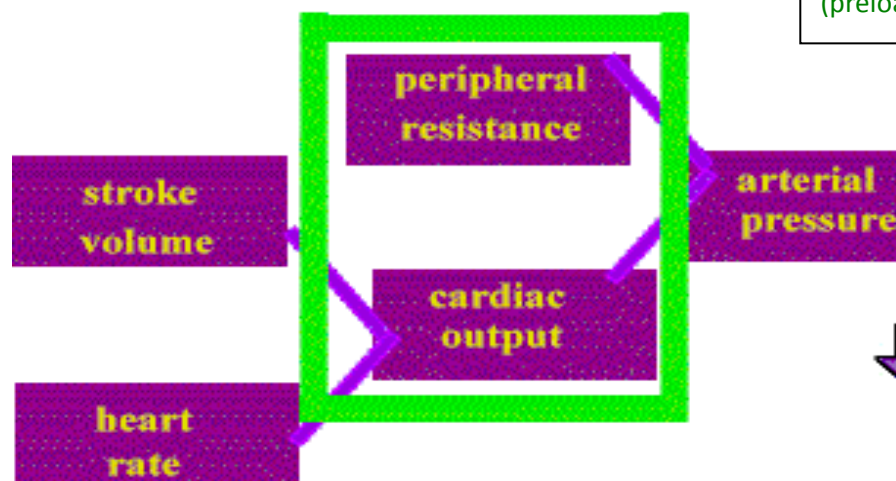 peripheral
resistance
stroke
volume
arterial
pressure
cardiac
output
heart
rate